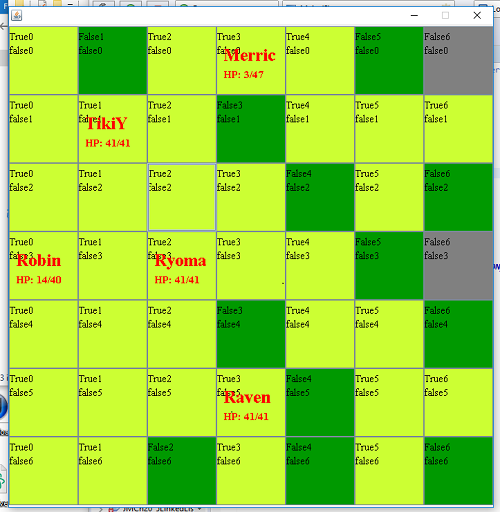 True0 False1 True2 True3 True4 False5 False6
false0 false0 false0 false0 false0 false0 false0
Merric
HP: 3/47
True0 True1 True2 False3 True4 True5 True6
false1 false1 false1 false1 false1 false1 false1
TikiY
HP: 41/41
True0 True1 True2 True3 False4 True5 False6
false2 false2 false2 false2 false2 false2 false2
True0 True1 True2 True3 True4 False5 False6
false3 false3 false3 false3 false3 false3 false3
Robin Ryoma
HP: 14/40 HP: 41/41
True0 True1 True2 False3 True4 True5 False6
false4 false4 false4 false4 false4 false4 false4
True0 True1 True2 True3 False4 True5 True6
false5 false5 false5 false5 false5 false5 false5
Raven
HP: 41/41
True0 True1 False2 True3 False4 True5 False6
false6 false6 false6 false6 false6 false6 false6